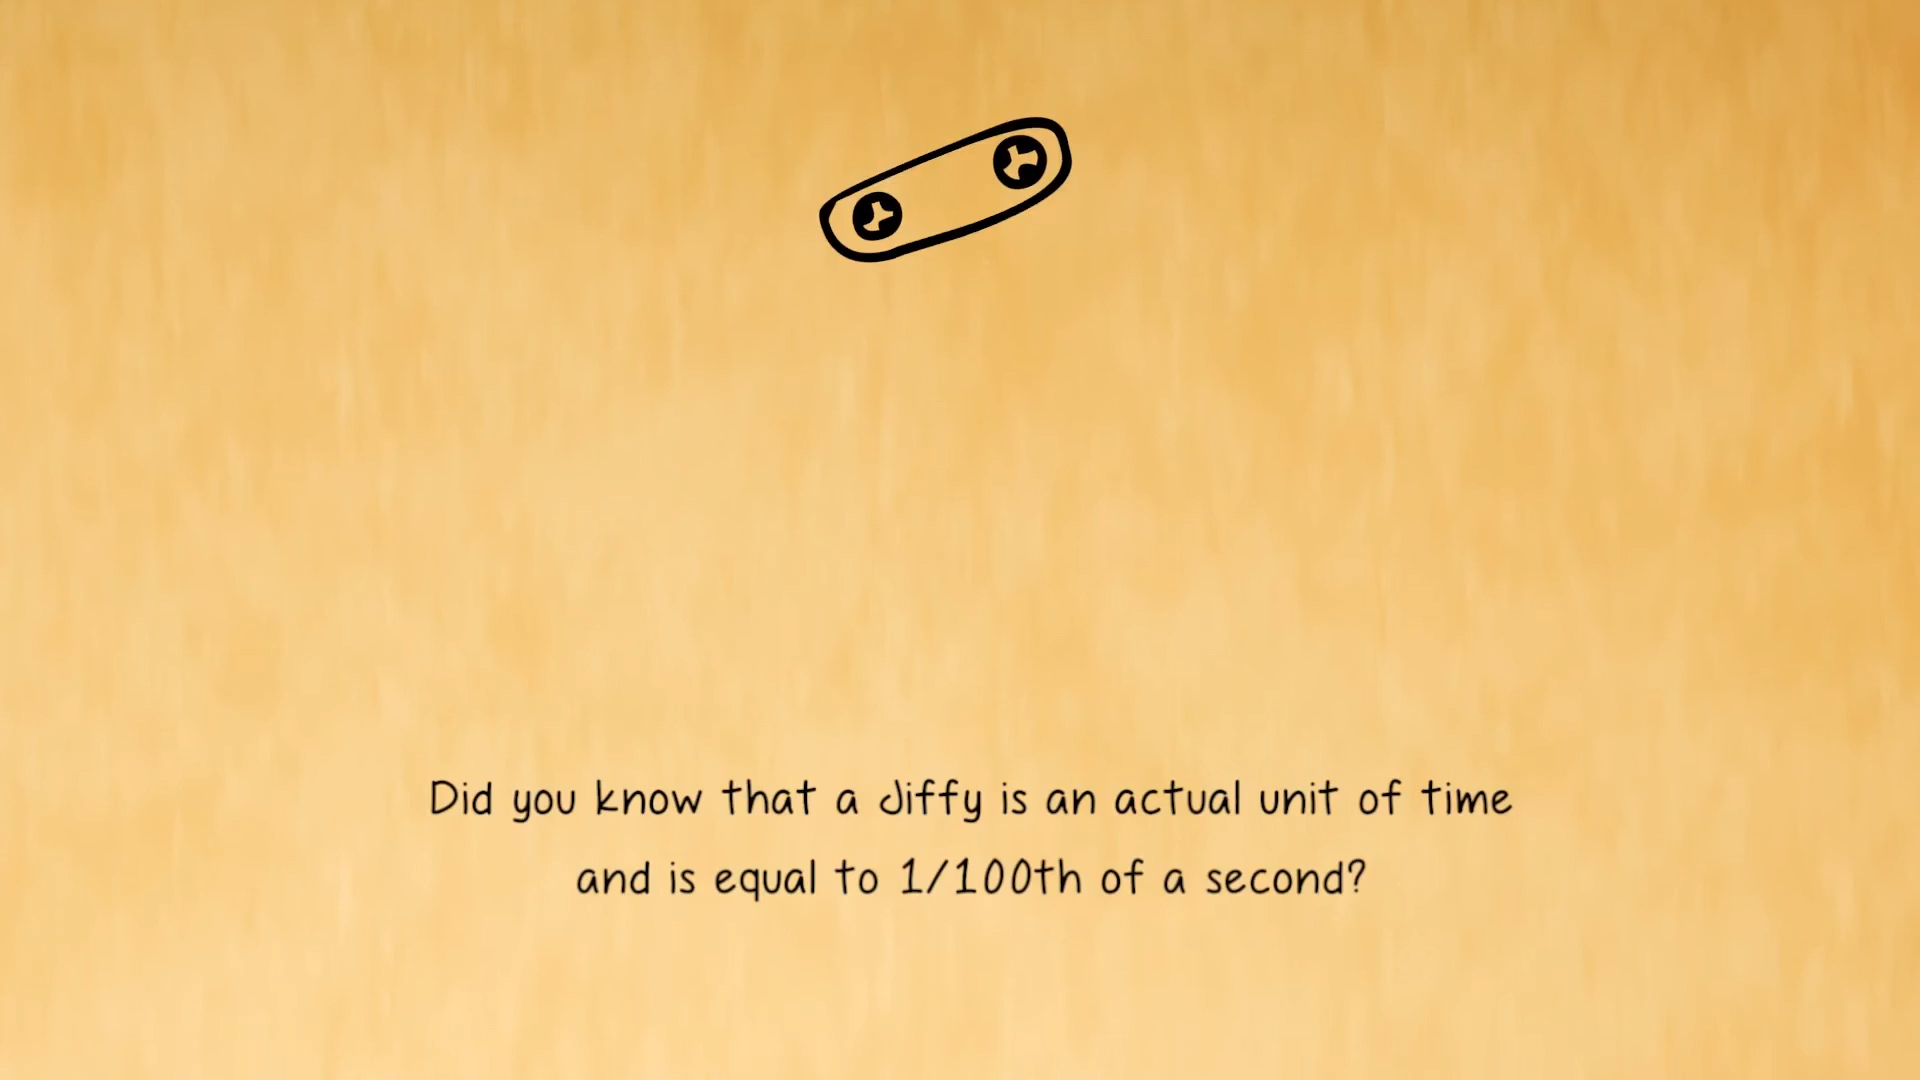 Did you know that a Jiffy is an actual unit of time
and is equal to 1/100th of a second?